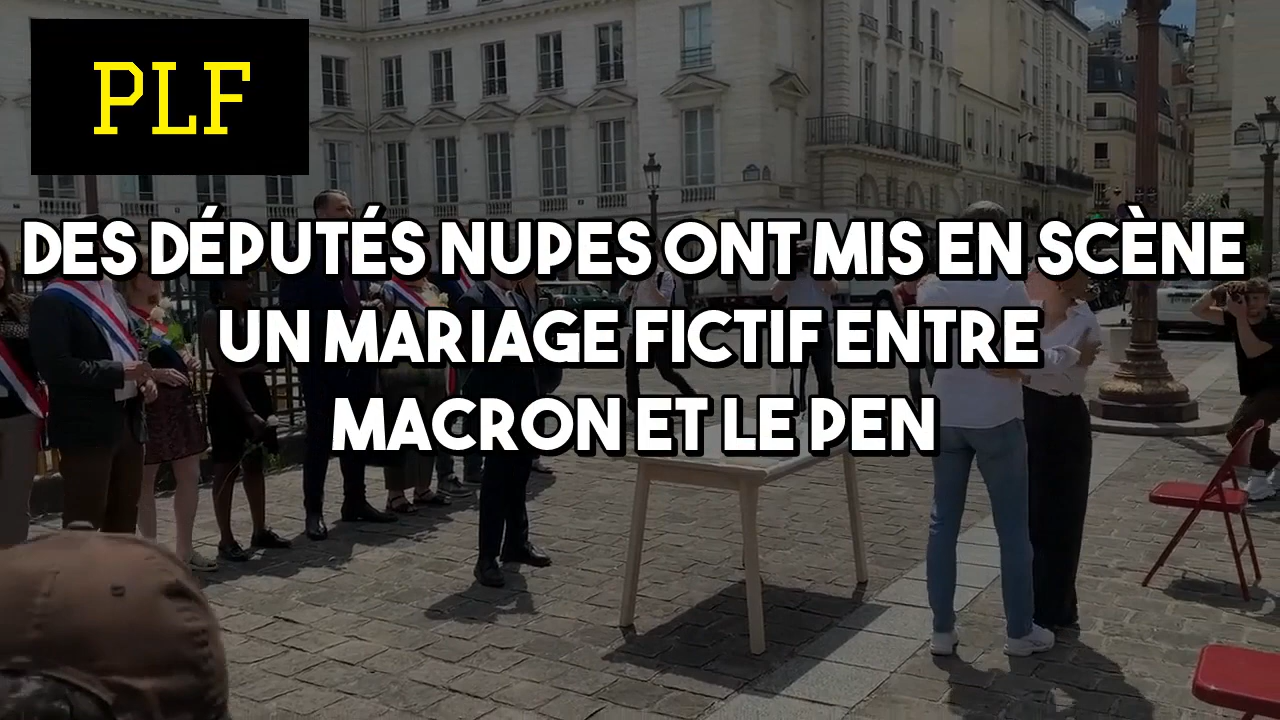 PLF
DES DÉPUTÉS NUPES ONT MIS EN SCÈNE
UN MARIAGE FICTIF ENTRE
MACRON ET LE PEN